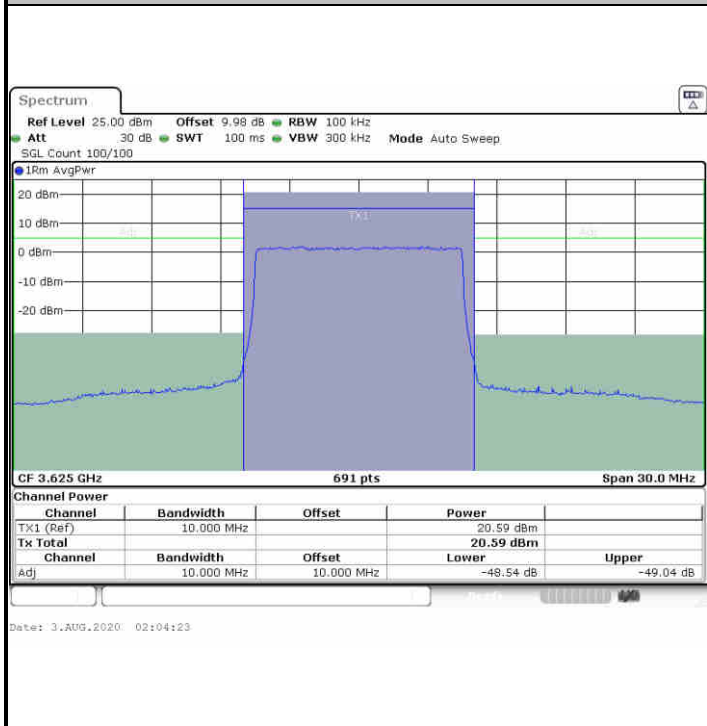 Spectrum
Ref Level 25.00 dBm Offset 9.98 dB RBW 100 kHz
Att 30 dB SWT 100 ms VBW 300 kHz Mode Auto Sweep
SGL Count 100/100
1Rm AvgPwr
20 dBm
TX1
10 dBm
Adj Adj
0 dBm
-10 dBm
-20 dBm
CF 3.625 GHz 691 pts Span 30.0 MHz
Channel Power
Channel Bandwidth Offset Power
TX1 (Ref) 10.000 MHz 20.59 dBm
Tx Total 20.59 dBm
Channel Bandwidth Offset Lower Upper
Adj 10.000 MHz 10.000 MHz -48.54 dB -49.04 dB
Date: 3.AUG.2020 02:04:23